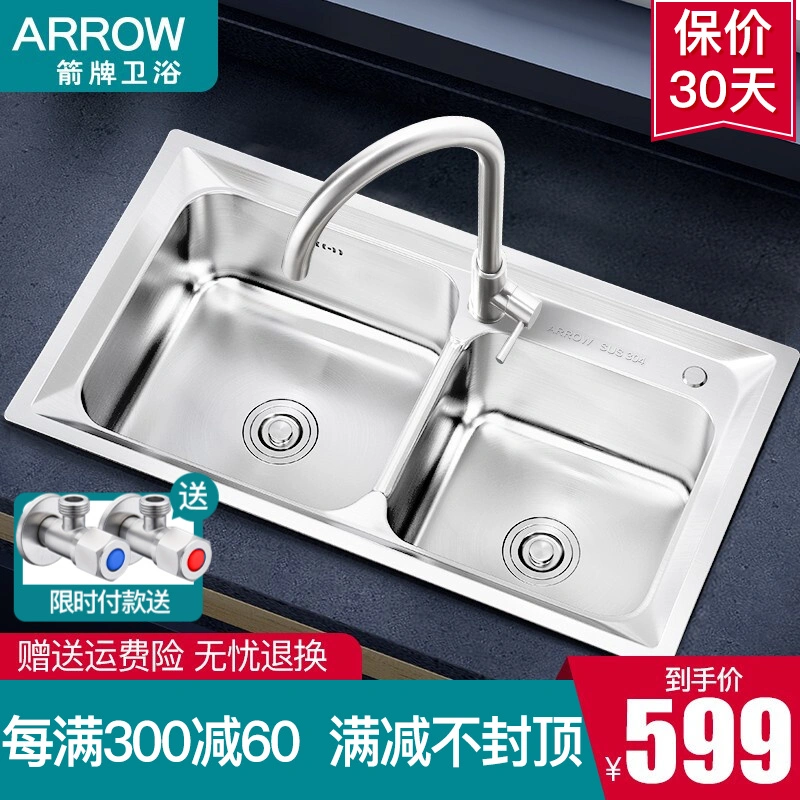 ARROW
箭牌卫浴
保价
30天
ARROW SUS304
送
限时付款送
赠送运费险 无忧退换
每满300减60 满减不封顶
到手价
¥599